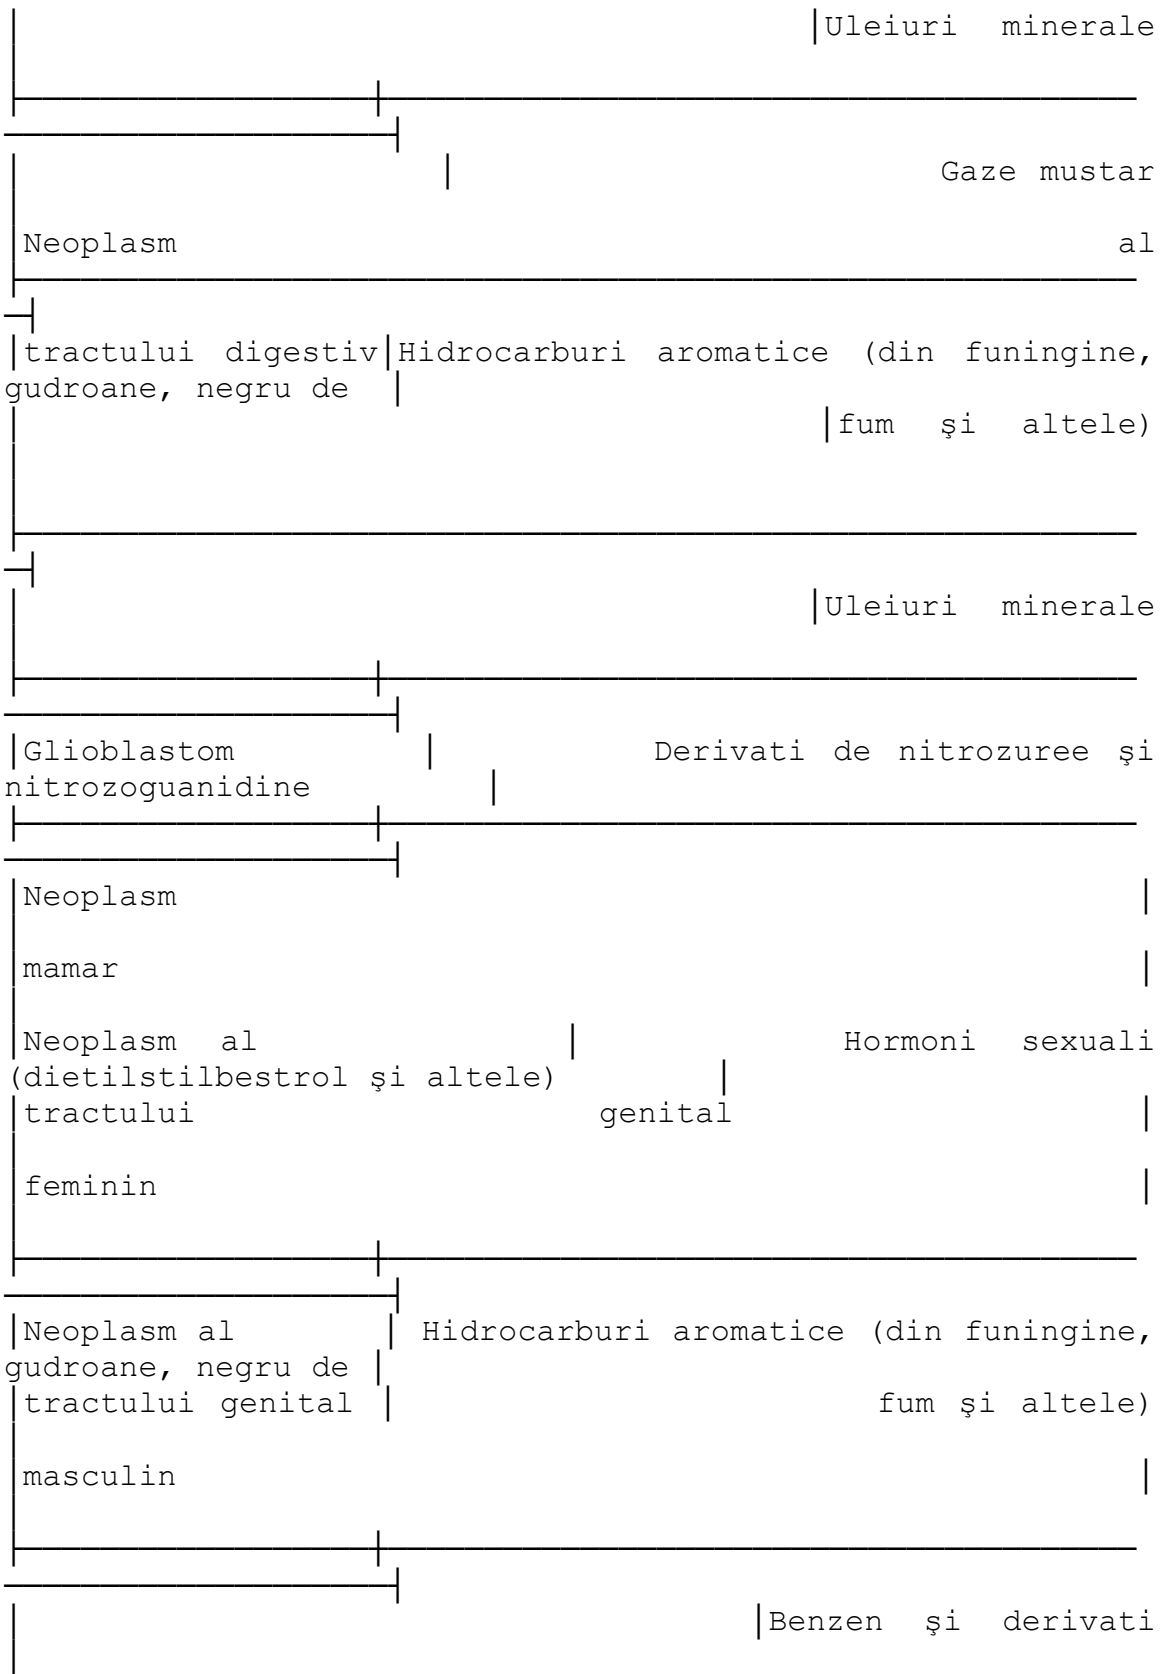 Uleiuri minerale
Gaze mustar
Neoplasm al
tractului digestiv Hidrocarburi aromatice (din funingine,
gudroane, negru de
fum şi altele)
Uleiuri minerale
Glioblastom Derivati de nitrozuree şi
nitrozoguanidine
Neoplasm
mamar
Neoplasm al Hormoni sexuali
(dietilstilbestrol şi altele)
tractului genital
feminin
Neoplasm al Hidrocarburi aromatice (din funingine,
gudroane, negru de
tractului genital fum şi altele)
masculin
Benzen şi derivati